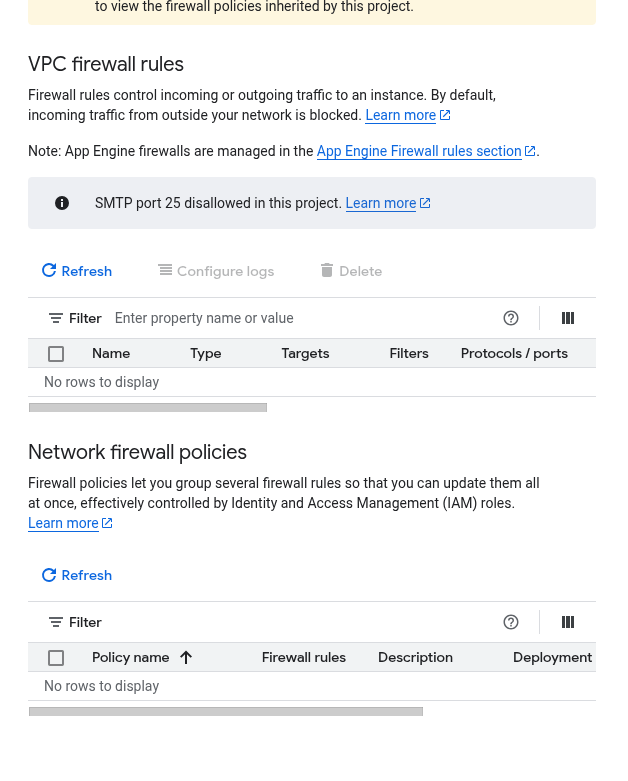 to view the firewall policies inherited by this project.
VPC firewall rules
Firewall rules control incoming or outgoing traffic to an instance. By default,
incoming traffic from outside your network is blocked. Learn more
Note: App Engine firewalls are managed in the App Engine Firewall rules section.
SMTP port 25 disallowed in this project. Learn more
Refresh Configure logs Delete
Filter Enter property name or value
Name Type Targets Filters Protocols / ports
No rows to display
Network firewall policies
Firewall policies let you group several firewall rules so that you can update them all
at once, effectively controlled by Identity and Access Management (IAM) roles.
Learn more
Refresh
Filter
Policy name Firewall rules Description Deployment
No rows to display